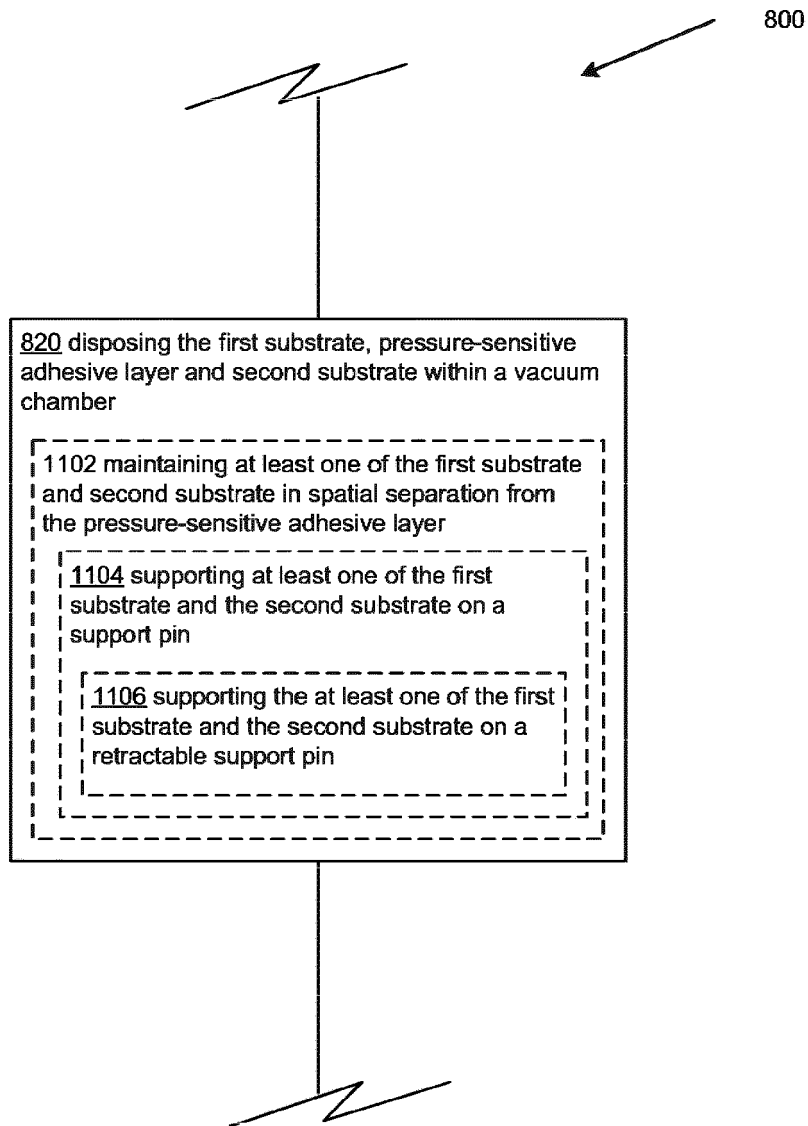 800
820 disposing the first substrate, pressure-sensitive
adhesive layer and second substrate within a vacuum
chamber
1102 maintaining at least one of the first substrate
and second substrate in spatial separation from
the pressure-sensitive adhesive layer
1104 supporting at least one of the first
substrate and the second substrate on a
support pin
1106 supporting the at least one of the first
substrate and the second substrate on a
retractable support pin